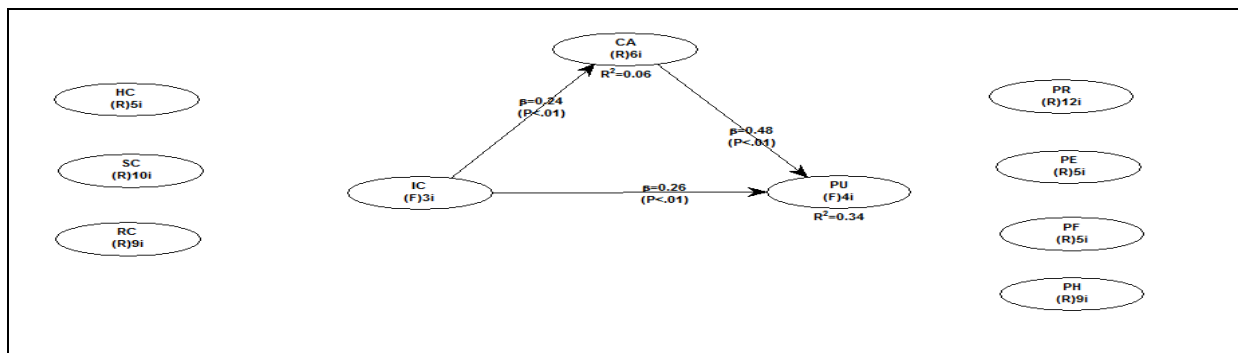 CA
(R)6i
R²=0.06
HC
(R)5i
PR
(R)12i
β=0.24
(P<.01)
β=0.48
(P<.01)
SC
(R)10i
PE
(R)5i
IC
(F)3i
β=0.26
(P<.01)
PU
(F)4i
R²=0.34
RC
(R)9i
PF
(R)5i
PH
(R)9i